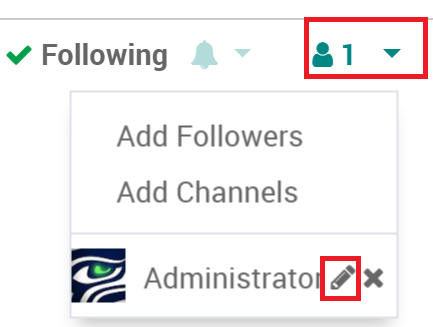 Following 1
Add Followers
Add Channels
Administrator